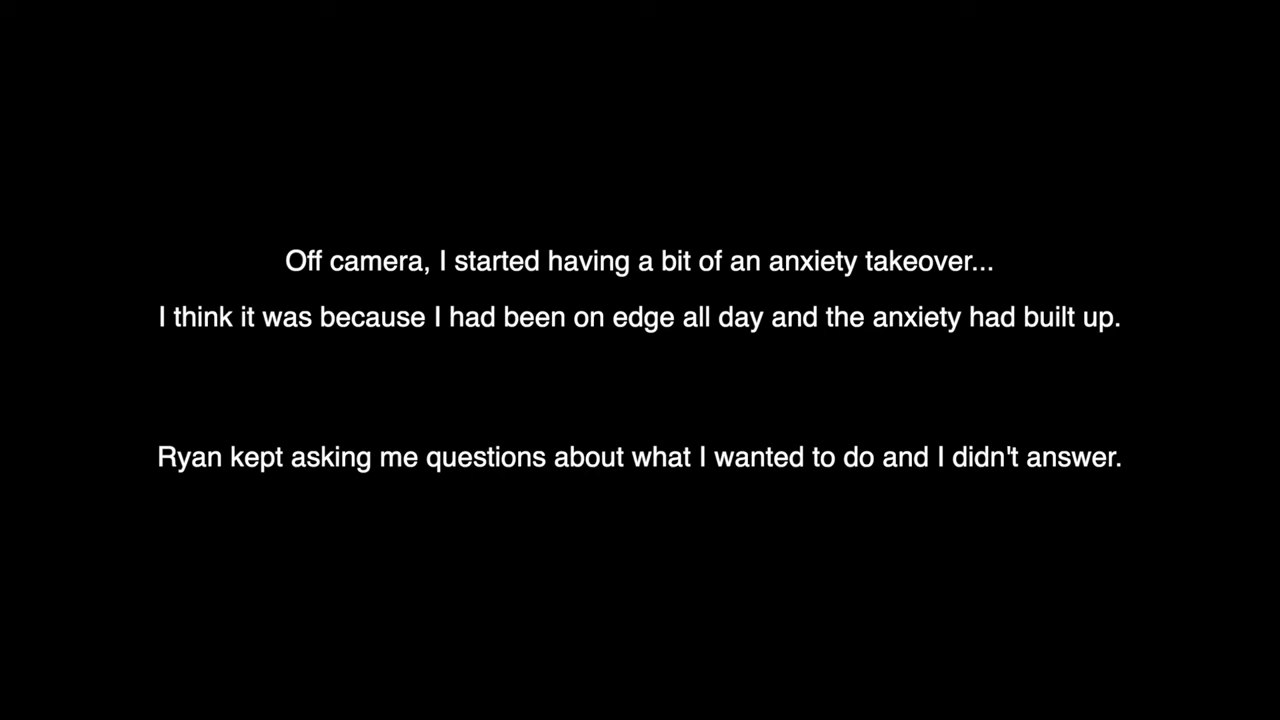 Off camera, I started having a bit of an anxiety takeover...
I think it was because I had been on edge all day and the anxiety had built up.
Ryan kept asking me questions about what I wanted to do and I didn't answer.